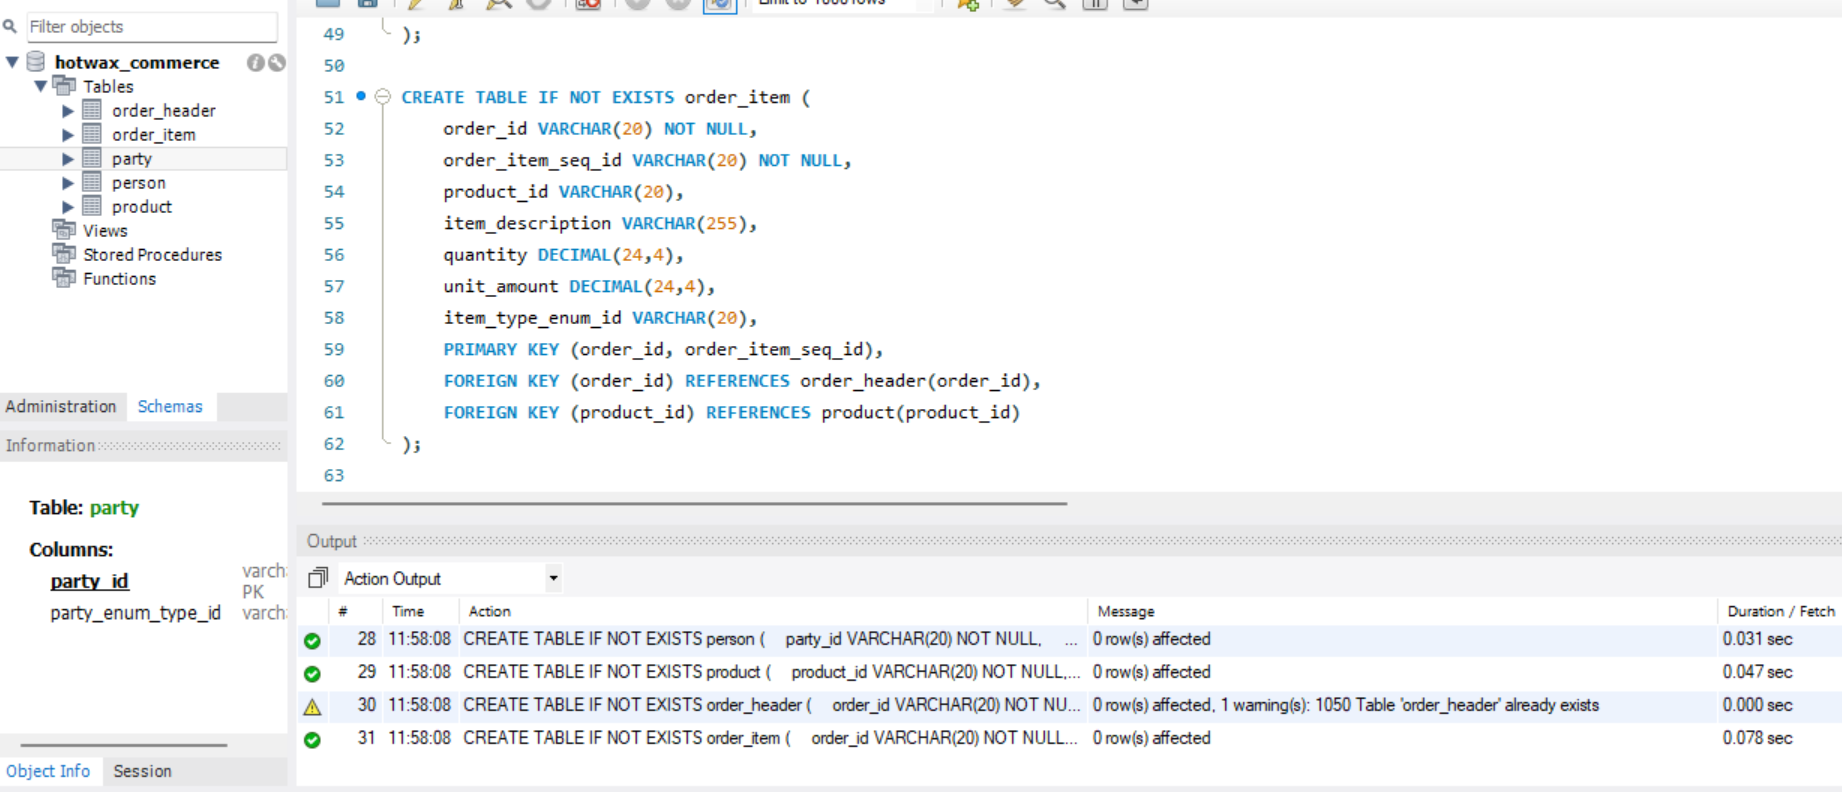 Limit to 1000 rows
Filter objects
hotwax_commerce
Tables
order_header
order_item
party
person
product
Views
Stored Procedures
Functions
Administration
Schemas
Information
Table: party
Columns:
party_id
varch
PK
party_enum_type_id
varch
Object Info
Session
49 );
50
51 CREATE TABLE IF NOT EXISTS order_item (
52 order_id VARCHAR(20) NOT NULL,
53 order_item_seq_id VARCHAR(20) NOT NULL,
54 product_id VARCHAR(20),
55 item_description VARCHAR(255),
56 quantity DECIMAL(24,4),
57 unit_amount DECIMAL(24,4),
58 item_type_enum_id VARCHAR(20),
59 PRIMARY KEY (order_id, order_item_seq_id),
60 FOREIGN KEY (order_id) REFERENCES order_header(order_id),
61 FOREIGN KEY (product_id) REFERENCES product(product_id)
62 );
63
Output
Action Output
# Time Action Message Duration / Fetch
28 11:58:08 CREATE TABLE IF NOT EXISTS person ( party_id VARCHAR(20) NOT NULL, ... 0 row(s) affected 0.031 sec
29 11:58:08 CREATE TABLE IF NOT EXISTS product ( product_id VARCHAR(20) NOT NULL,... 0 row(s) affected 0.047 sec
30 11:58:08 CREATE TABLE IF NOT EXISTS order_header ( order_id VARCHAR(20) NOT NU... 0 row(s) affected, 1 warning(s): 1050 Table 'order_header' already exists 0.000 sec
31 11:58:08 CREATE TABLE IF NOT EXISTS order_item ( order_id VARCHAR(20) NOT NULL... 0 row(s) affected 0.078 sec